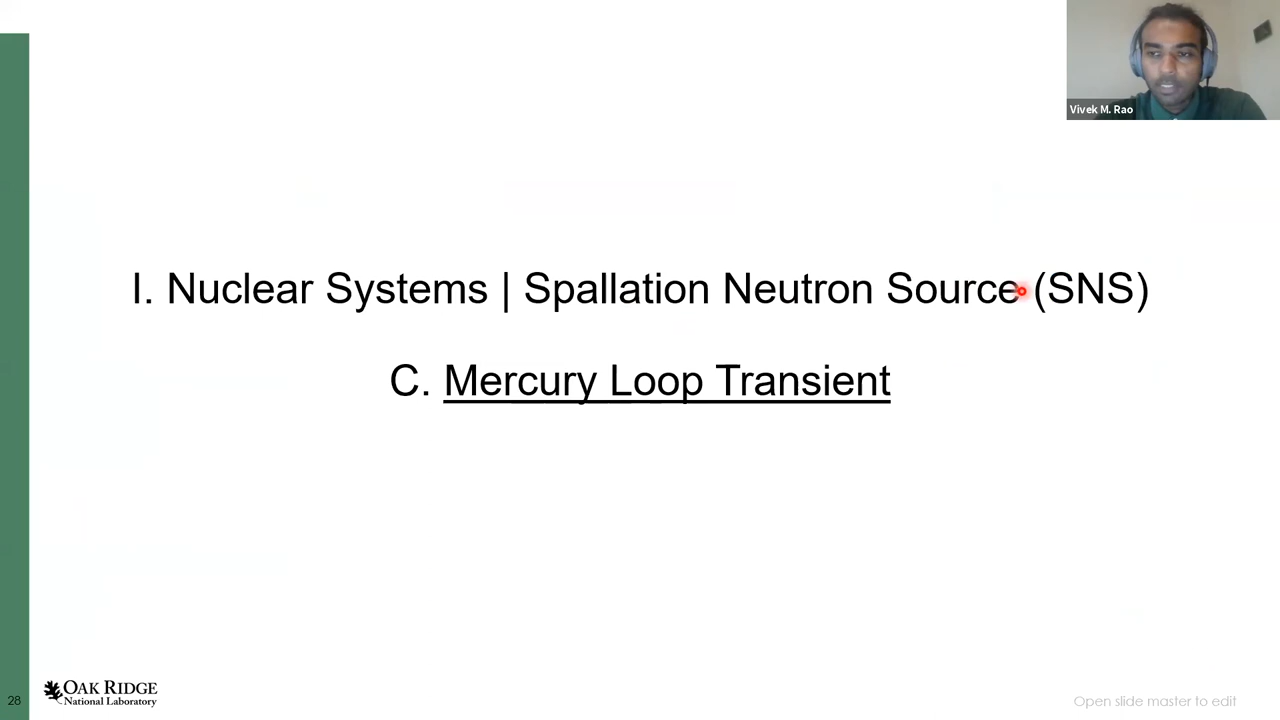 Vivek M. Rao
I. Nuclear Systems | Spallation Neutron Source (SNS)
C. Mercury Loop Transient
28
OAK RIDGE
National Laboratory
Open slide master to edit